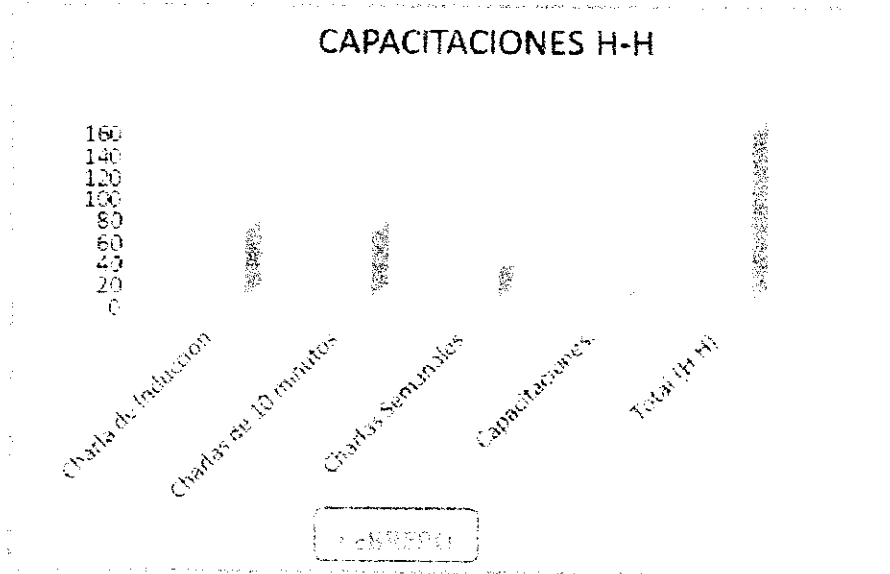 CAPACITACIONES H-H
160
140
120
100
80
60
40
20
0
Charla de Induccion
Charlas de 10 minutos
Charlas Semanales
Capacitaciones
Total (H H)